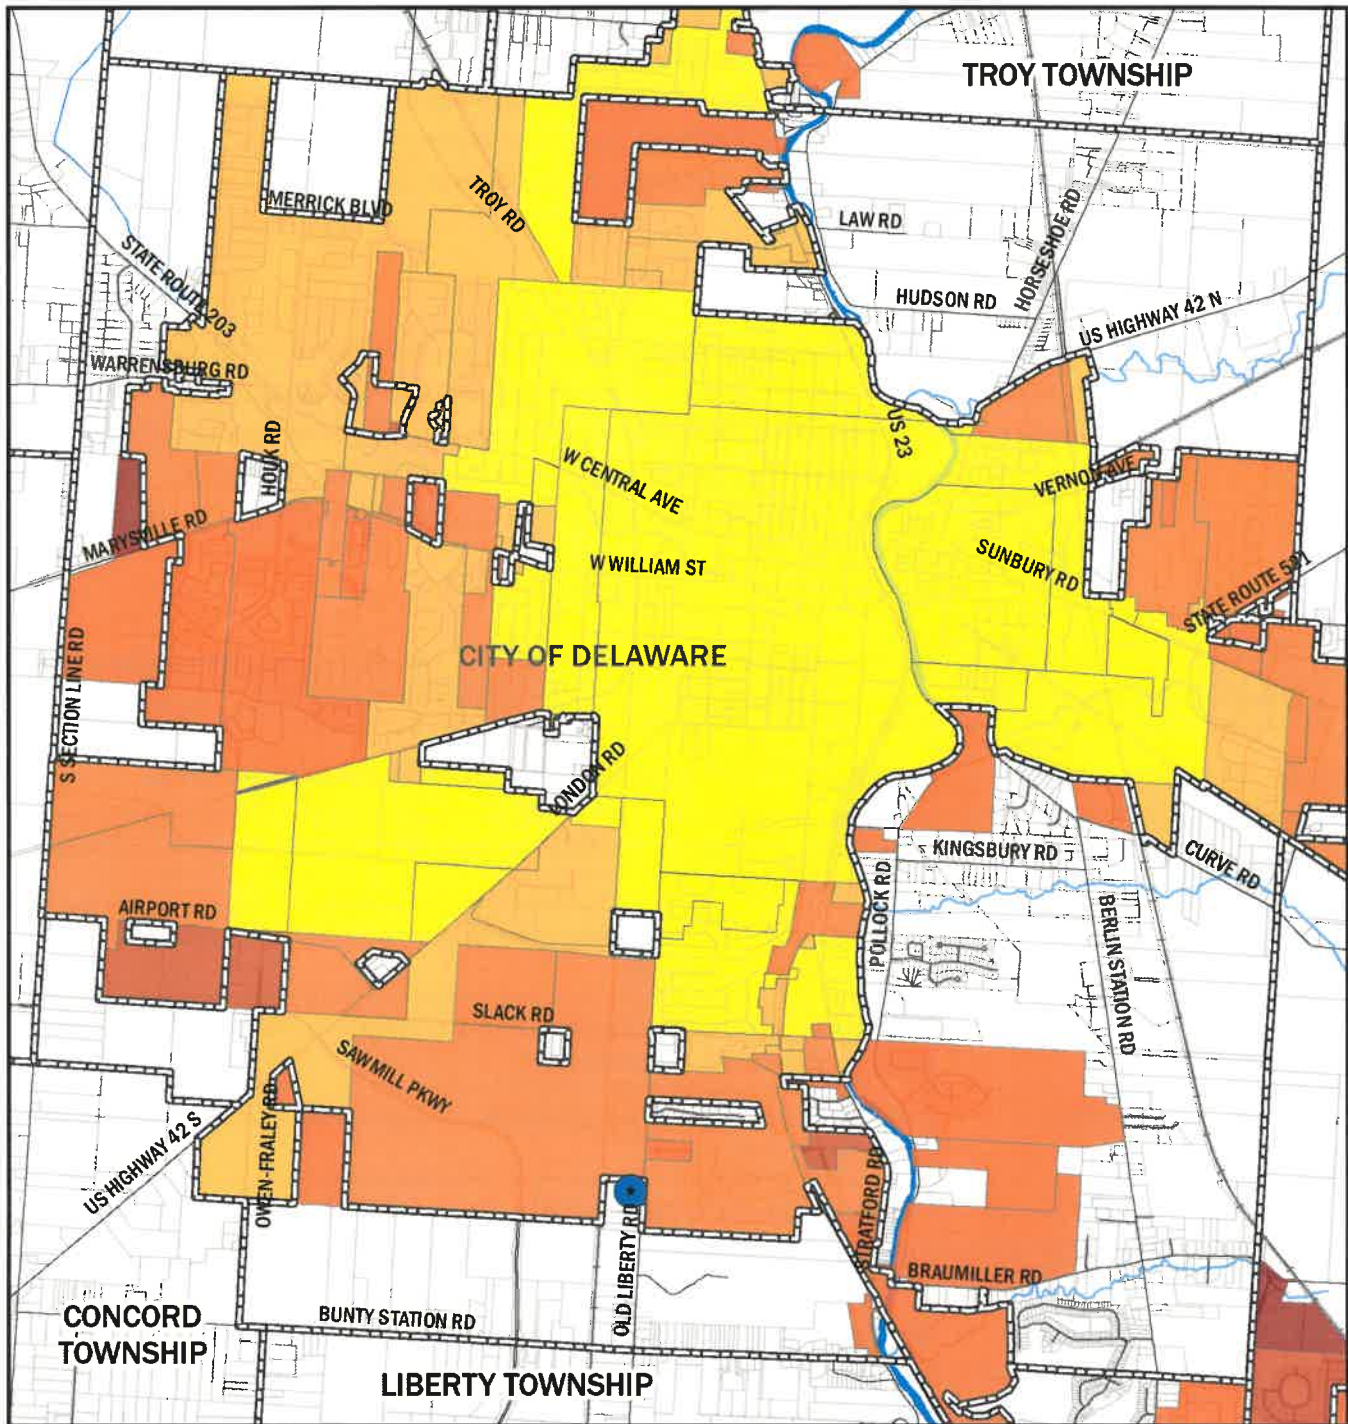 TROY TOWNSHIP
MERRICK BLVD
TROY RD
LAW RD
HORSESHOE RD
STATE ROUTE 203
HUDSON RD
US HIGHWAY 42 N
WARRENSBURG RD
US 23
HOUK RD
W CENTRAL AVE
VERNON AVE
MARYSVILLE RD
W WILLIAM ST
SUNBURY RD
STATE ROUTE 521
CITY OF DELAWARE
S SECTION LINE RD
LONDON RD
KINGSBURY RD
CURVE RD
AIRPORT RD
POLLOCK RD
BERLIN STATION RD
SLACK RD
SAWMILL PKWY
US HIGHWAY 42 S
OWEN-FRALEY RD
STRATFORD RD
OLD LIBERTY RD
BRAUMILLER RD
CONCORD
TOWNSHIP
BUNTY STATION RD
LIBERTY TOWNSHIP